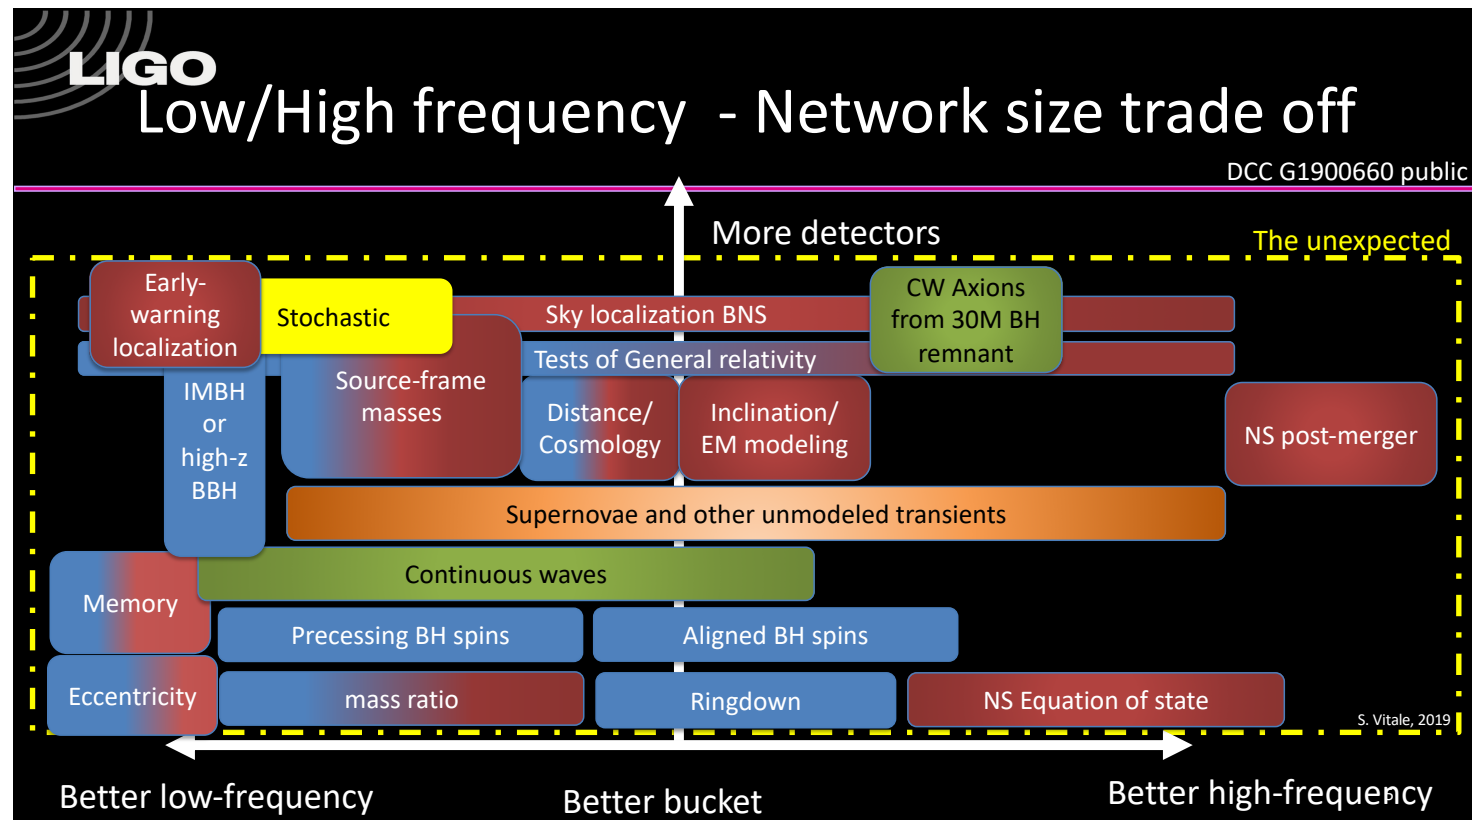 LIGO
Low/High frequency - Network size trade off
DCC G1900660 public
More detectors
The unexpected
Early-
warning
localization
Stochastic
Sky localization BNS
CW Axions
from 30M BH
remnant
Tests of General relativity
IMBH
or
high-z
BBH
Source-frame
masses
Distance/
Cosmology
Inclination/
EM modeling
NS post-merger
Supernovae and other unmodeled transients
Continuous waves
Memory
Precessing BH spins
Aligned BH spins
Eccentricity
mass ratio
Ringdown
NS Equation of state
S. Vitale, 2019
Better low-frequency
Better bucket
Better high-frequency